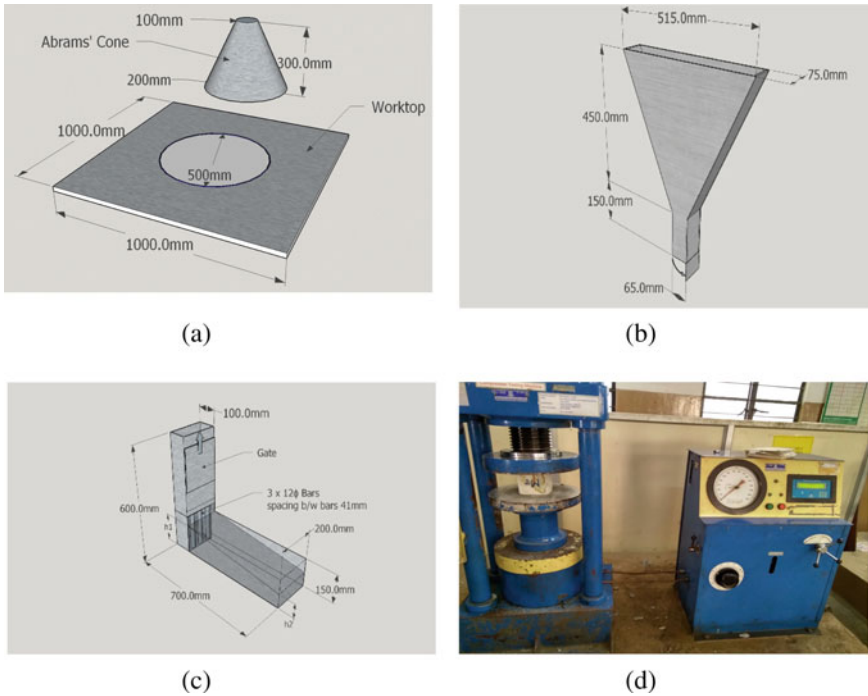 100mm
Abrams' Cone
300.0mm
200mm
Worktop
1000.0mm
500mm
1000.0mm
(a)
515.0mm
75.0mm
450.0mm
150.0mm
65.0mm
(b)
100.0mm
Gate
600.0mm
3 x 12ϕ Bars
spacing b/w bars 41mm
h1
200.0mm
700.0mm
150.0mm
h2
(c)
(d)